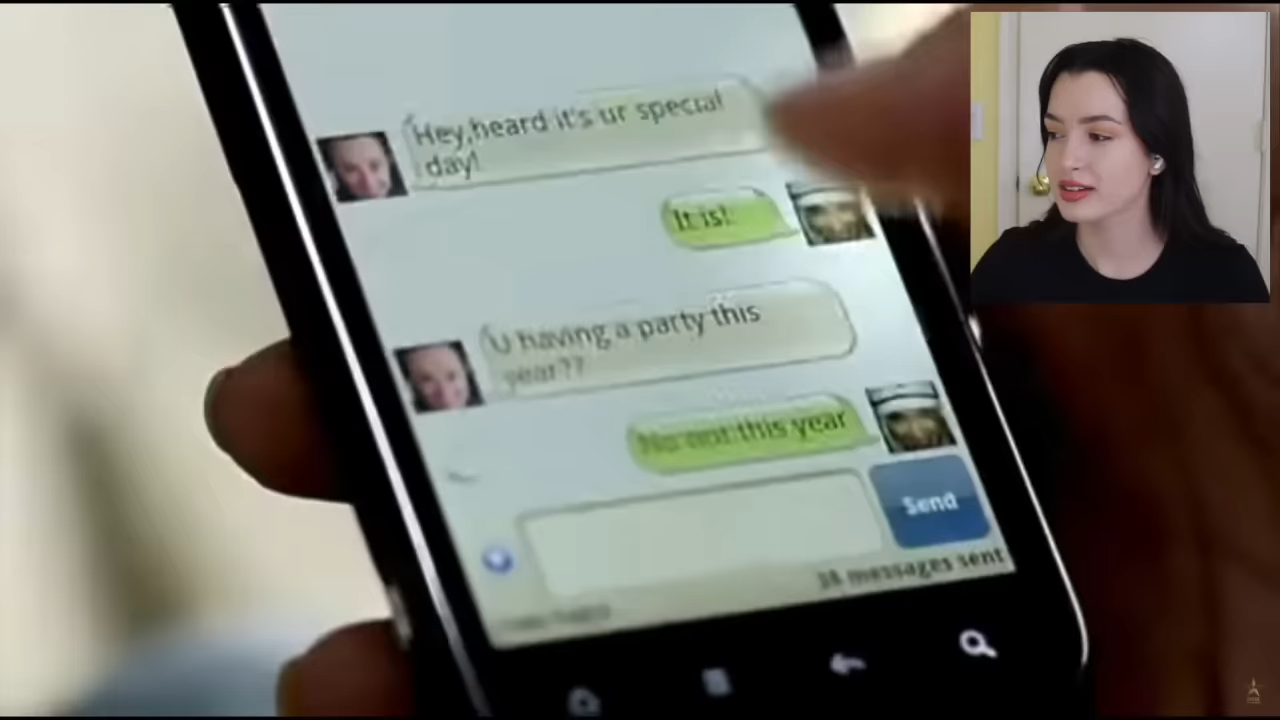 Hey,heard it's ur special
day!
It is!
U having a party this
year??
No not this year
Send
38 messages sent